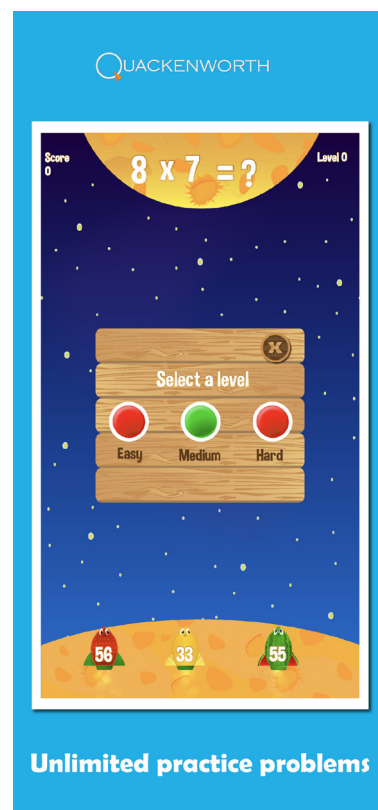 QUACKENWORTH
Score
0
8 x 7 = ?
Level 0
X
Select a level
Easy Medium Hard
56 33 55
Unlimited practice problems